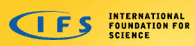 IFS
INTERNATIONAL
FOUNDATION FOR
SCIENCE